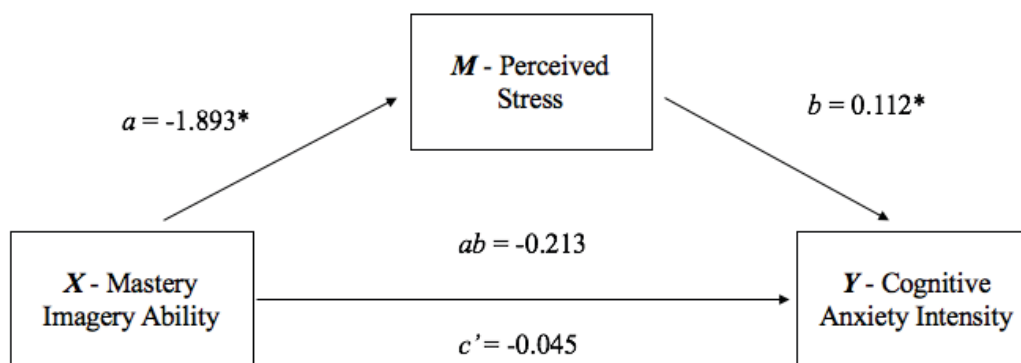 M - Perceived
Stress
a = -1.893*
b = 0.112*
ab = -0.213
X - Mastery
Imagery Ability
Y - Cognitive
Anxiety Intensity
c’= -0.045